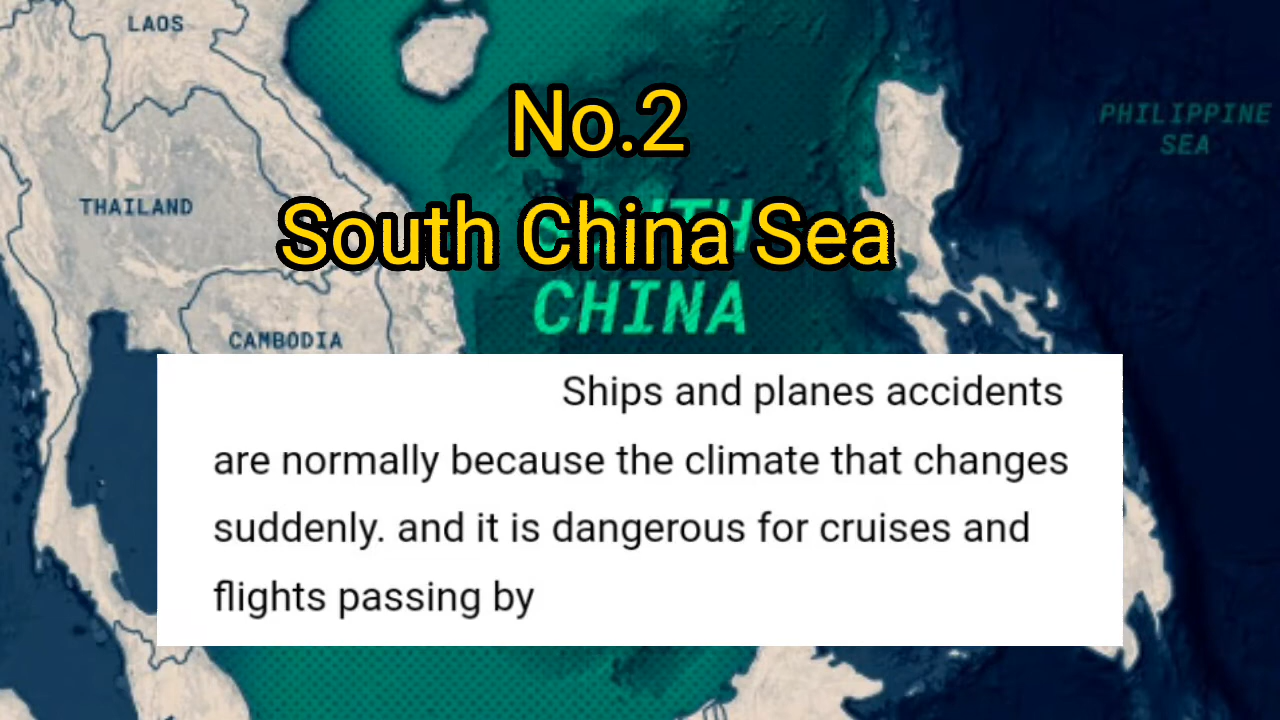 LAOS
No.2
PHILIPPINE
SEA
THAILAND
SOUTH
South China Sea
CHINA
CAMBODIA
Ships and planes accidents
are normally because the climate that changes
suddenly. and it is dangerous for cruises and
flights passing by